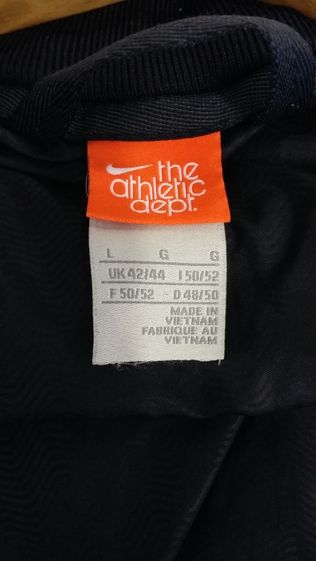 the
athletic
dept.
L G G
UK 42/44 I 50/52
F 50/52 - D 48/50
MADE IN
VIETNAM
FABRIQUE AU
VIETNAM